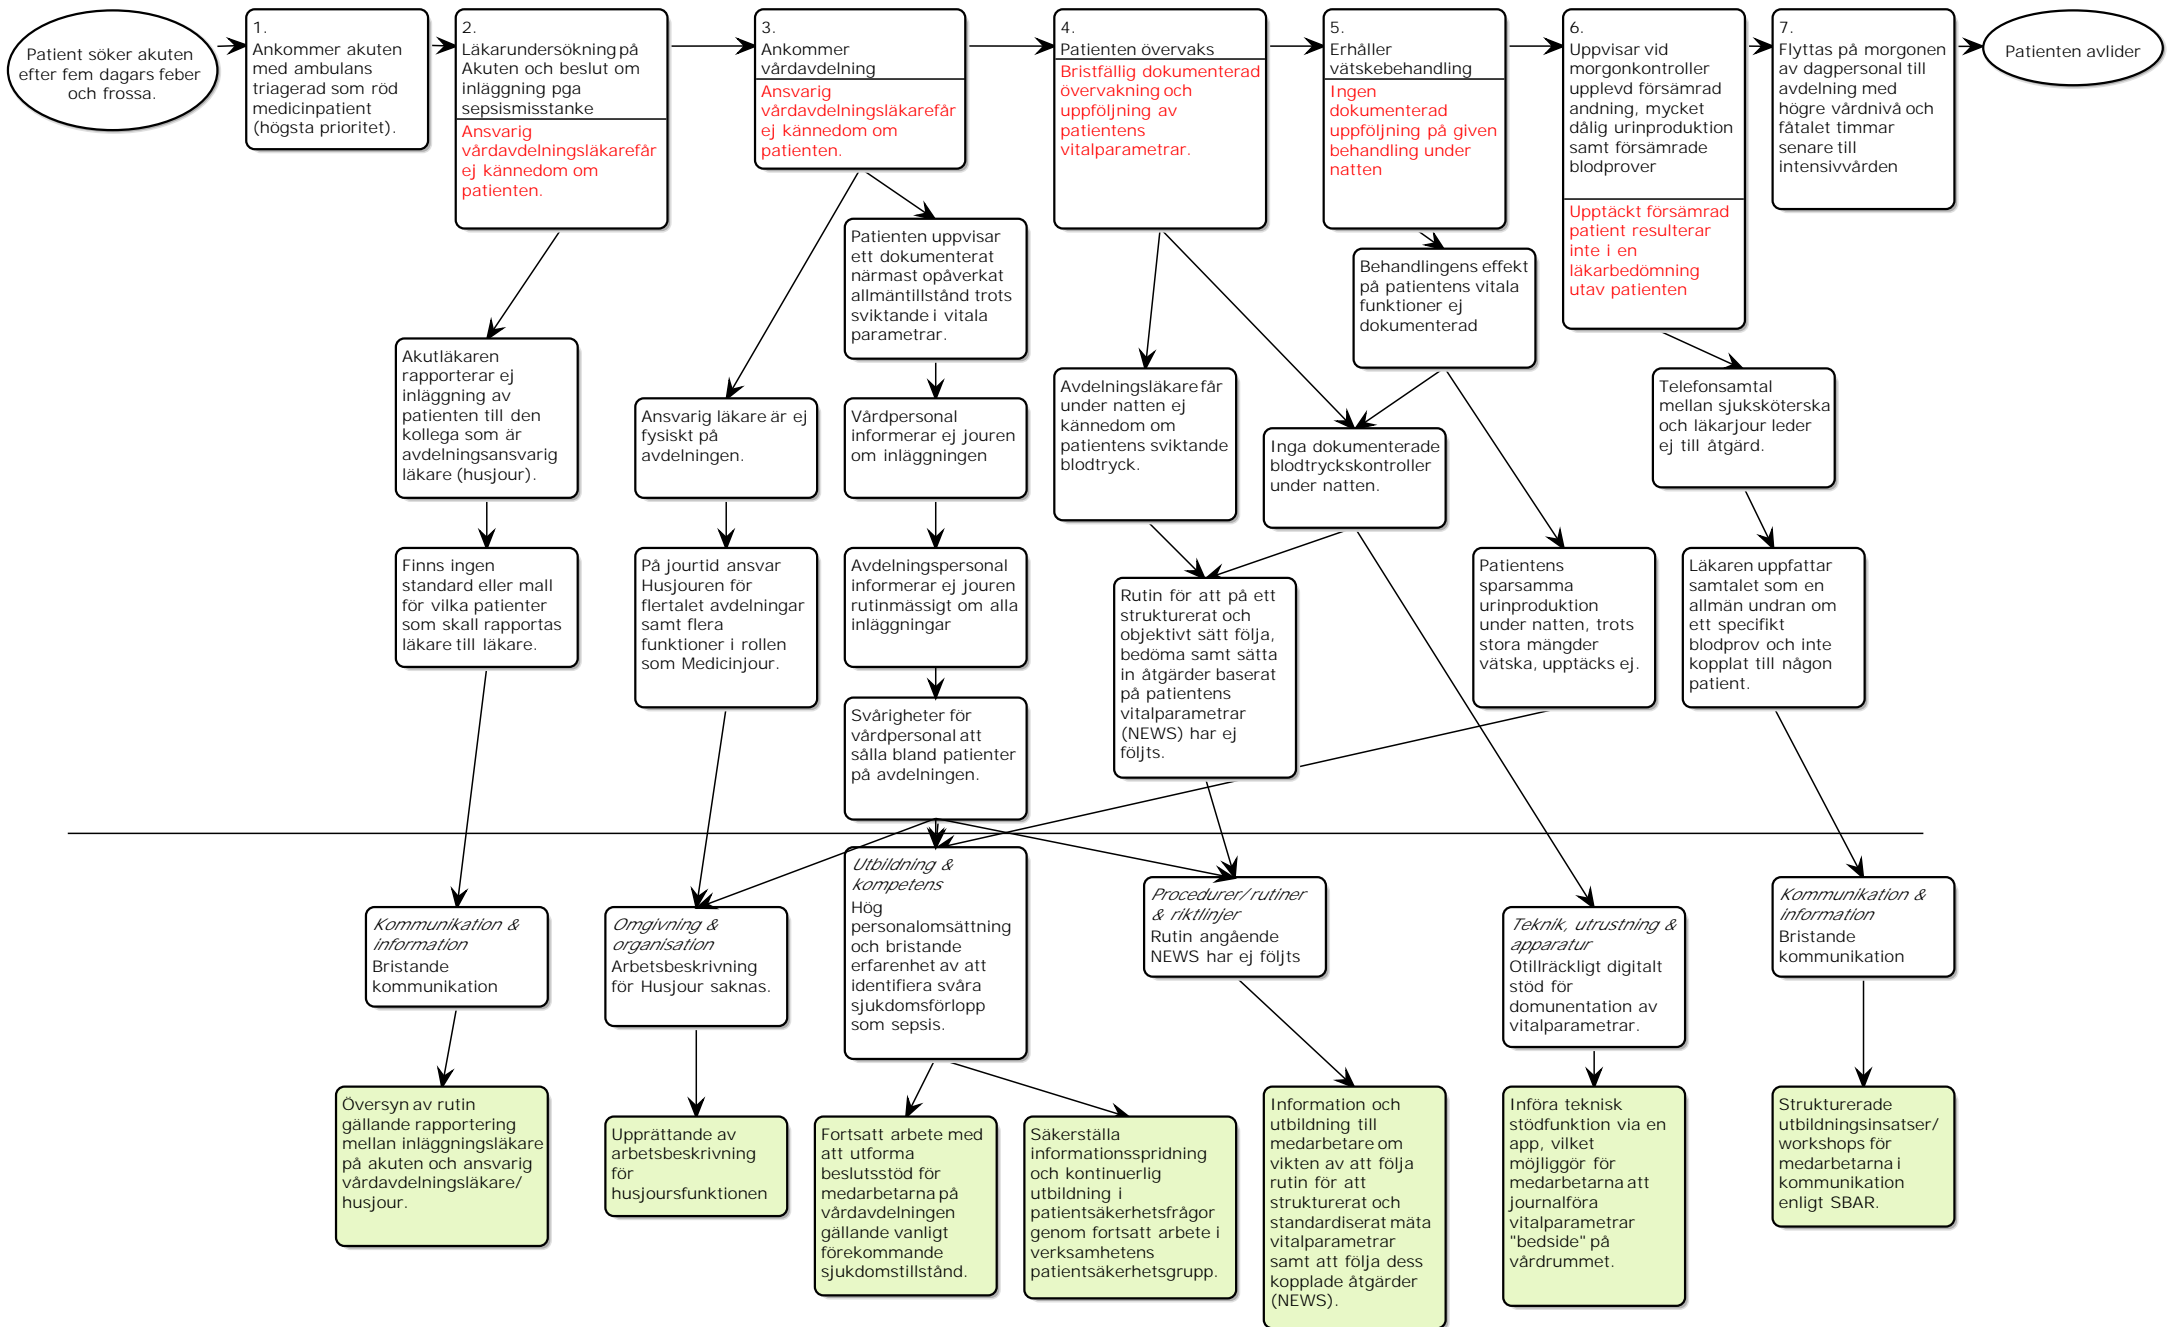 Patient söker akuten
efter fem dagars feber
och frossa.
1.
Ankommer akuten
med ambulans
triagerad som röd
medicinpatient
(högsta prioritet).
2.
Läkarundersökning på
Akuten och beslut om
inläggning pga
sepsismisstanke
Ansvarig
vårdavdelningsläkarefår
ej kännedom om
patienten.
3.
Ankommer
vårdavdelning
Ansvarig
vårdavdelningsläkarefår
ej kännedom om
patienten.
4.
Patienten övervaks
Bristfällig dokumenterad
övervakning och
uppföljning av
patientens
vitalparametrar.
5.
Erhåller
vätskebehandling
Ingen
dokumenterad
uppföljning på given
behandling under
natten
6.
Uppvisar vid
morgonkontroller
upplevd försämrad
andning, mycket
dålig urinproduktion
samt försämrade
blodprover
Upptäckt försämrad
patient resulterar
inte i en
läkarbedömning
utav patienten
7.
Flyttas på morgonen
av dagpersonal till
avdelning med
högre vårdnivå och
fåtalet timmar
senare till
intensivvården
Patienten avlider
Patienten uppvisar
ett dokumenterat
närmast opåverkat
allmäntillstånd trots
sviktande i vitala
parametrar.
Behandlingens effekt
på patientens vitala
funktioner ej
dokumenterad
Akutläkaren
rapporterar ej
inläggning av
patienten till den
kollega som är
avdelningsansvarig
läkare (husjour).
Ansvarig läkare är ej
fysiskt på
avdelningen.
Vårdpersonal
informerar ej jouren
om inläggningen
Avdelningsläkare får
under natten ej
kännedom om
patientens sviktande
blodtryck.
Inga dokumenterade
blodtryckskontroller
under natten.
Telefonsamtal
mellan sjuksköterska
och läkarjour leder
ej till åtgärd.
Finns ingen
standard eller mall
för vilka patienter
som skall rapportas
läkare till läkare.
På jourtid ansvar
Husjouren för
flertalet avdelningar
samt flera
funktioner i rollen
som Medicinjour.
Avdelningspersonal
informerar ej jouren
rutinmässigt om alla
inläggningar
Rutin för att på ett
strukturerat och
objektivt sätt följa,
bedöma samt sätta
in åtgärder baserat
på patientens
vitalparametrar
(NEWS) har ej
följts.
Patientens
sparsamma
urinproduktion
under natten, trots
stora mängder
vätska, upptäcks ej.
Läkaren uppfattar
samtalet som en
allmän undran om
ett specifikt
blodprov och inte
kopplat till någon
patient.
Svårigheter för
vårdpersonal att
sålla bland patienter
på avdelningen.
Kommunikation &
information
Bristande
kommunikation
Omgivning &
organisation
Arbetsbeskrivning
för Husjour saknas.
Utbildning &
kompetens
Hög
personalomsättning
och bristande
erfarenhet av att
identifiera svåra
sjukdomsförlopp
som sepsis.
Procedurer/rutiner
& riktlinjer
Rutin angående
NEWS har ej följts
Teknik, utrustning &
apparatur
Otillräckligt digitalt
stöd för
domunentation av
vitalparametrar.
Kommunikation &
information
Bristande
kommunikation
Översyn av rutin
gällande rapportering
mellan inläggningsläkare
på akuten och ansvarig
vårdavdelningsläkare/
husjour.
Upprättande av
arbetsbeskrivning
för
husjoursfunktionen
Fortsatt arbete med
att utforma
beslutsstöd för
medarbetarna på
vårdavdelningen
gällande vanligt
förekommande
sjukdomstillstånd.
Säkerställa
informationsspridning
och kontinuerlig
utbildning i
patientsäkerhetsfrågor
genom fortsatt arbete i
verksamhetens
patientsäkerhetsgrupp.
Information och
utbildning till
medarbetare om
vikten av att följa
rutin för att
strukturerat och
standardiserat mäta
vitalparametrar
samt att följa dess
kopplade åtgärder
(NEWS).
Införa teknisk
stödfunktion via en
app, vilket
möjliggör för
medarbetarna att
journalföra
vitalparametrar
"bedside" på
vårdrummet.
Strukturerade
utbildningsinsatser/
workshops för
medarbetarna i
kommunikation
enligt SBAR.